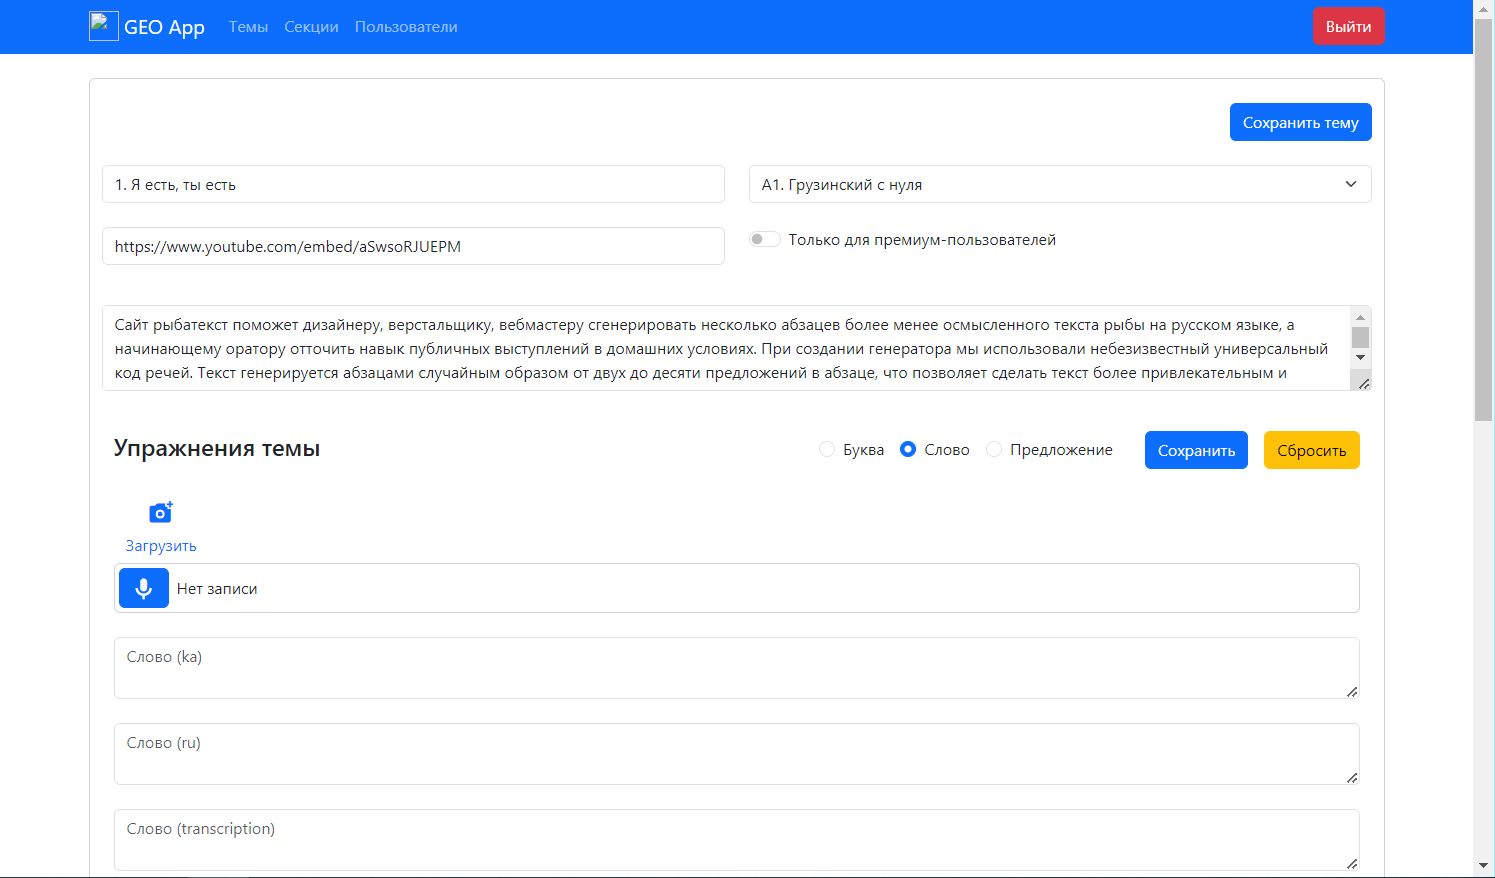 GEO App Темы Секции Пользователи Выйти
Сохранить тему
1. Я есть, ты есть
А1. Грузинский с нуля
https://www.youtube.com/embed/aSwsoRJUEPM
Только для премиум-пользователей
Сайт рыбатекст поможет дизайнеру, верстальщику, вебмастеру сгенерировать несколько абзацев более менее осмысленного текста рыбы на русском языке, а
начинающему оратору отточить навык публичных выступлений в домашних условиях. При создании генератора мы использовали небезизвестный универсальный
код речей. Текст генерируется абзацами случайным образом от двух до десяти предложений в абзаце, что позволяет сделать текст более привлекательным и
Упражнения темы
Буква Слово Предложение Сохранить Сбросить
Загрузить
Нет записи
Слово (ka)
Слово (ru)
Слово (transcription)